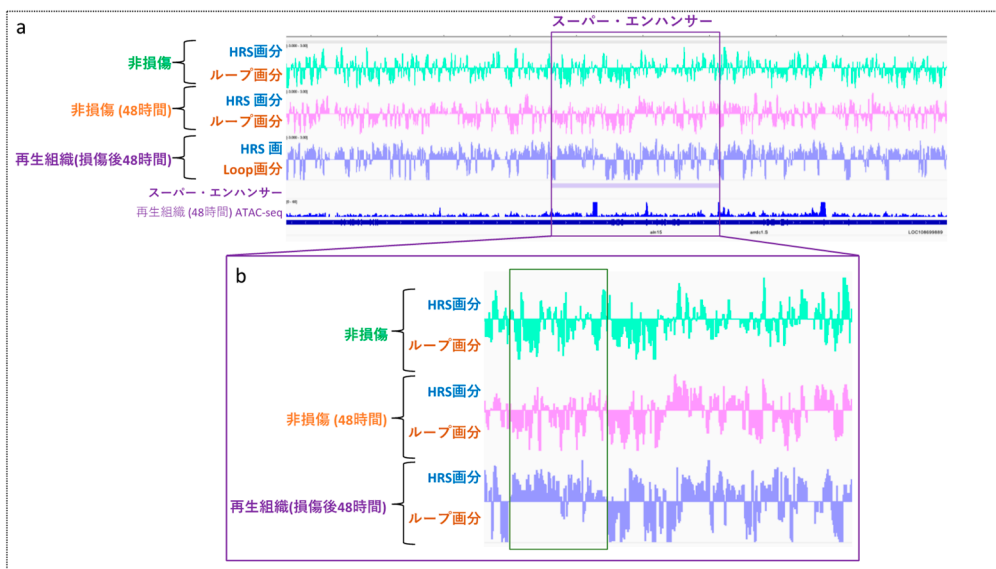 a
スーパー・エンハンサー
非損傷
HRS画分
ループ画分
非損傷 (48時間)
HRS 画分
ループ画分
再生組織(損傷後48時間)
HRS 画
Loop画分
スーパー・エンハンサー
再生組織 (48時間) ATAC-seq
b
非損傷
HRS画分
ループ画分
非損傷 (48時間)
HRS画分
ループ画分
再生組織(損傷後48時間)
HRS画分
ループ画分